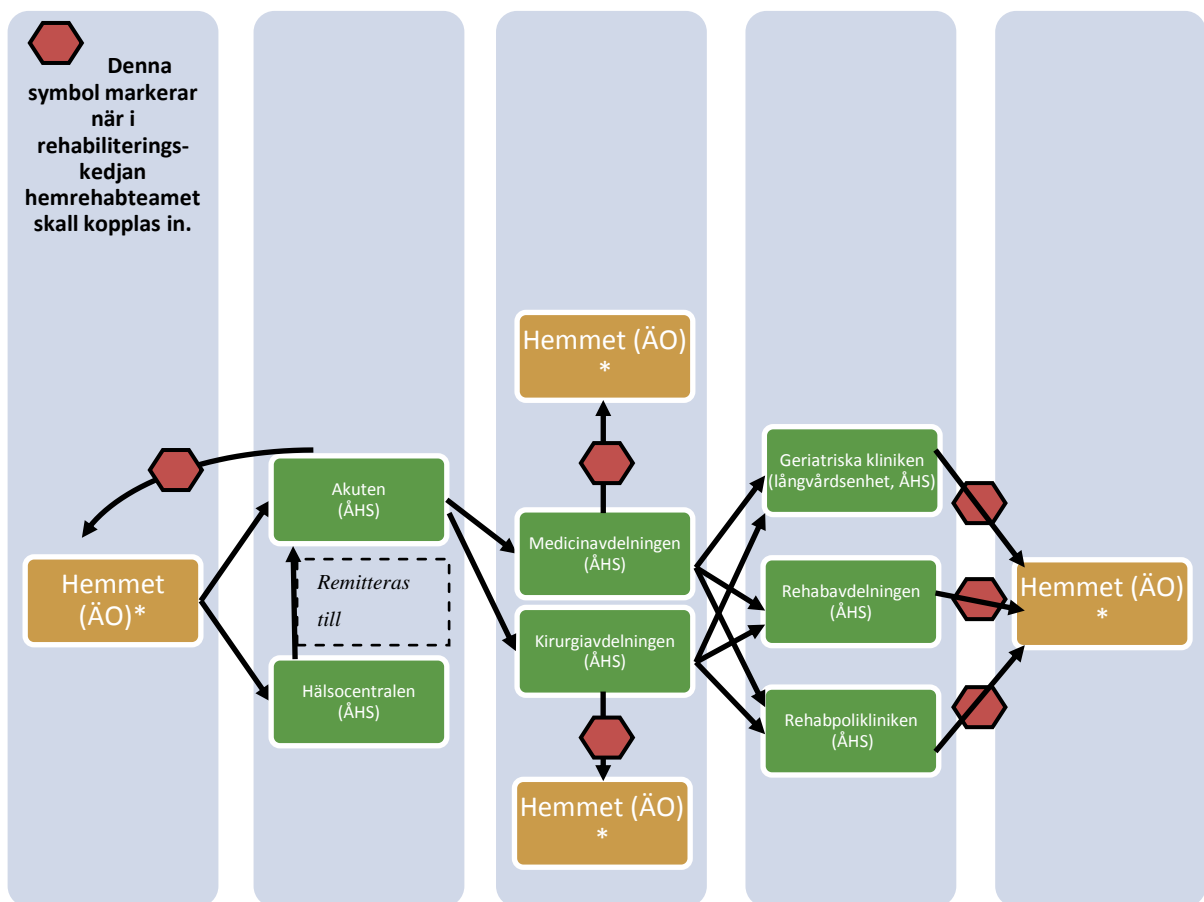 Denna
symbol markerar
när i
rehabiliterings-
kedjan
hemrehabteamet
skall kopplas in.
Hemmet
(ÄO)*
Akuten
(ÅHS)
Remitteras
till
Hälsocentralen
(ÅHS)
Hemmet (ÄO)
*
Medicinavdelningen
(ÅHS)
Kirurgiavdelningen
(ÅHS)
Hemmet (ÄO)
*
Geriatriska kliniken
(långvårdsenhet, ÅHS)
Rehabavdelningen
(ÅHS)
Rehabpolikliniken
(ÅHS)
Hemmet (ÄO)
*